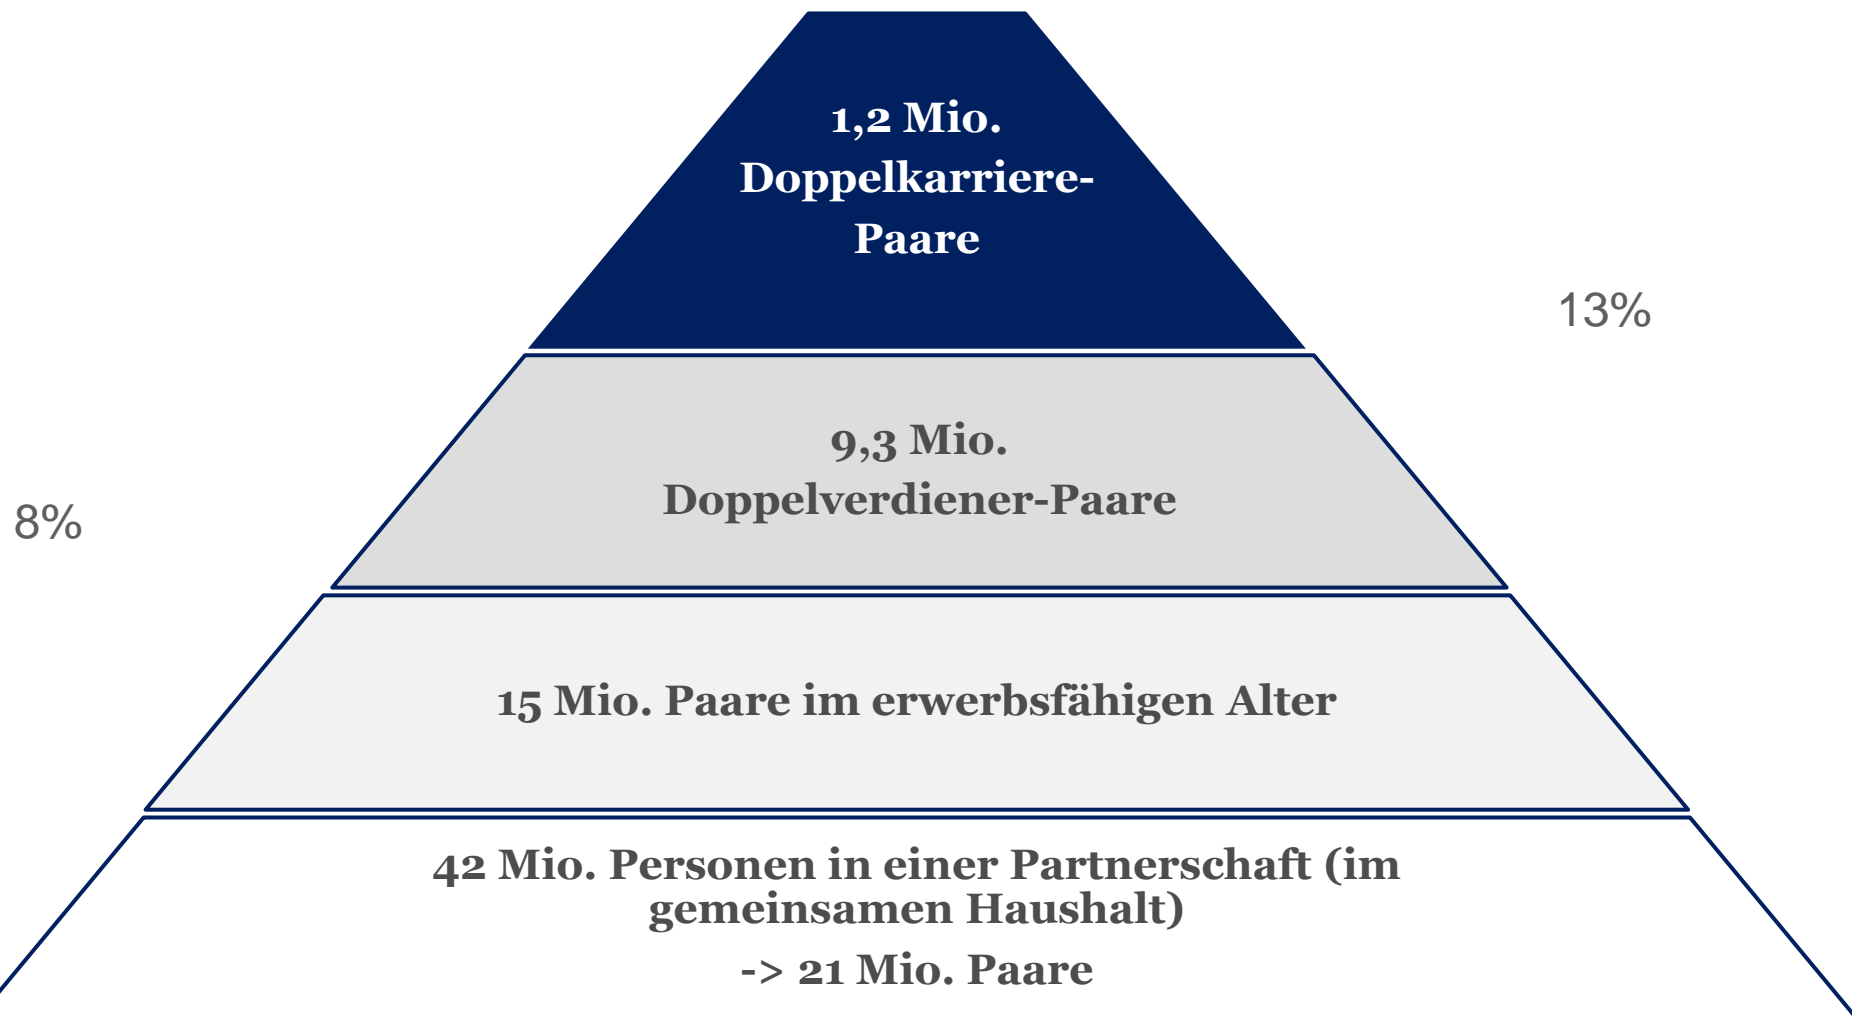 1,2 Mio.
Doppelkarriere-
Paare
13%
9,3 Mio.
Doppelverdiener-Paare
8%
15 Mio. Paare im erwerbsfähigen Alter
42 Mio. Personen in einer Partnerschaft (im
gemeinsamen Haushalt)
-> 21 Mio. Paare